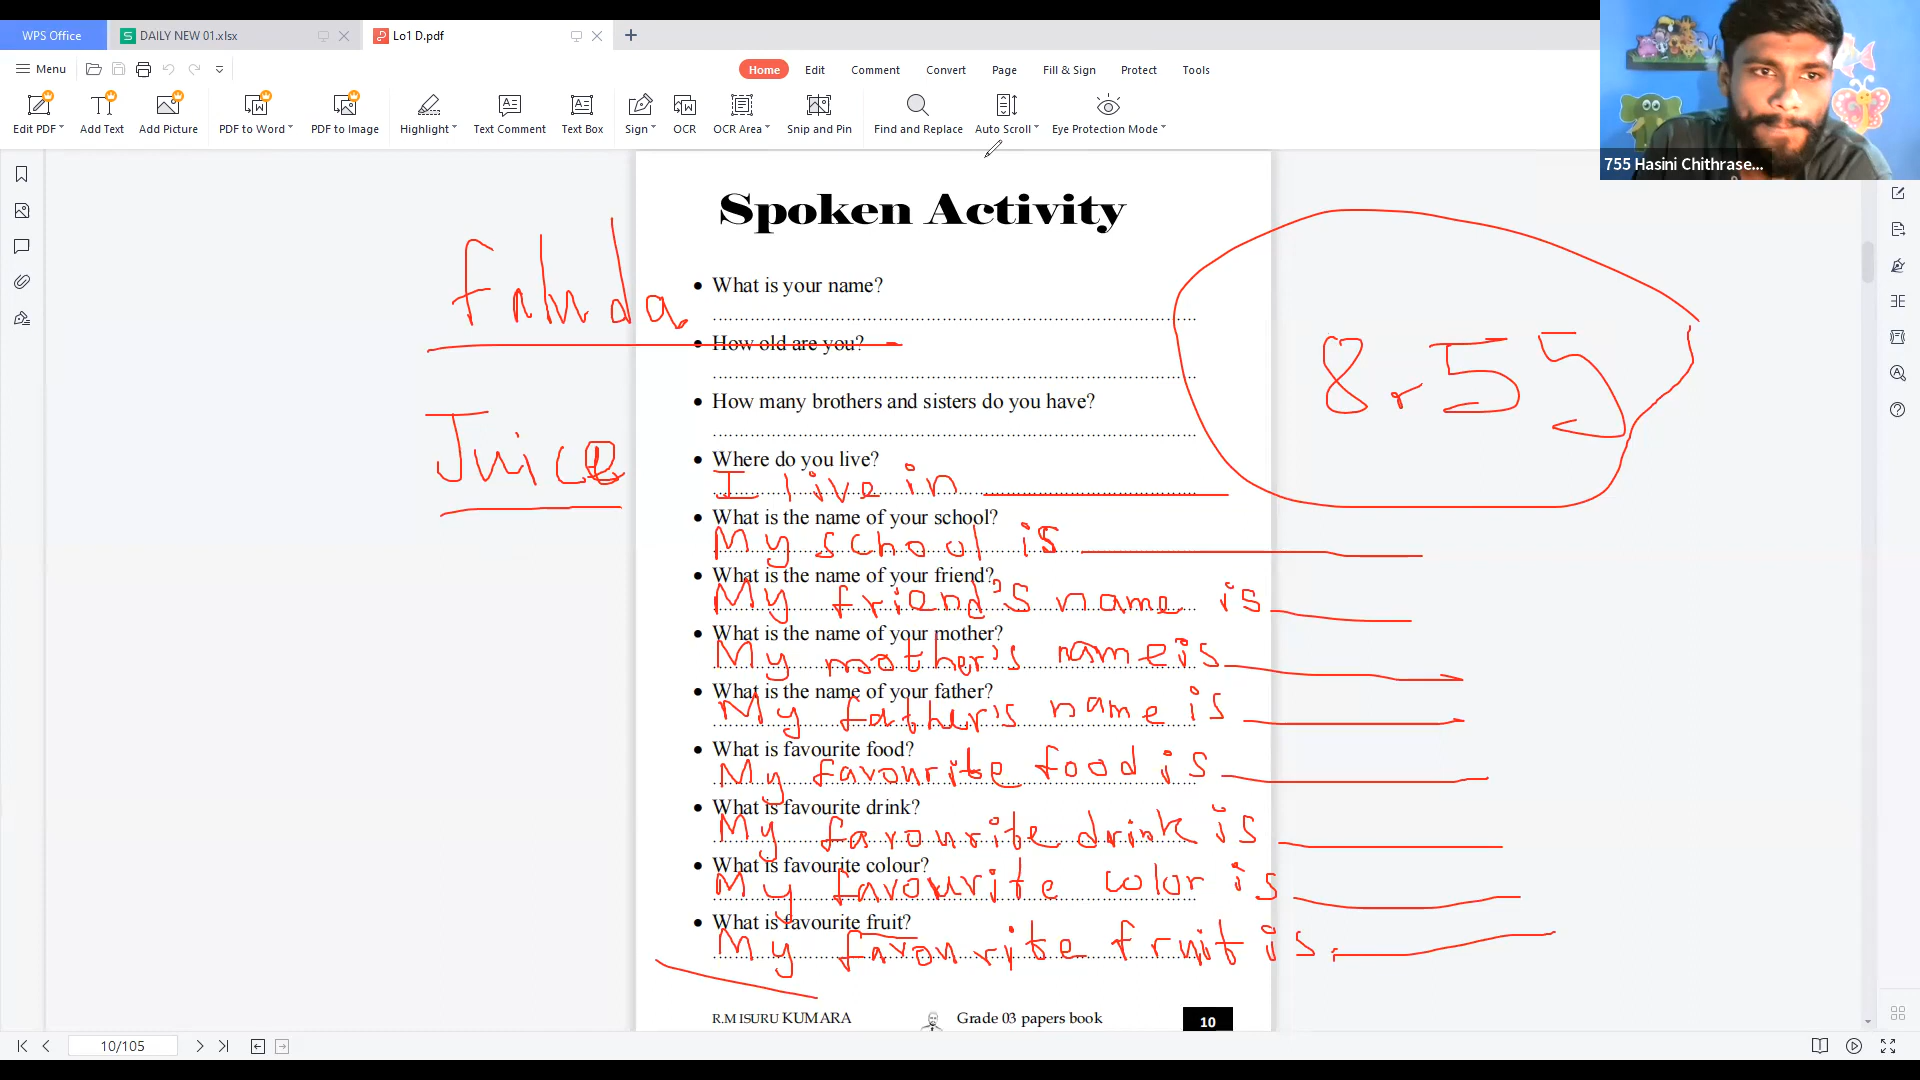 WPS Office
DAILY NEW 01.xlsx
Lo1 D.pdf
Menu
Home Edit Comment Convert Page Fill & Sign Protect Tools
Edit PDF Add Text Add Picture PDF to Word PDF to Image Highlight Text Comment Text Box Sign OCR OCR Area Snip and Pin Find and Replace Auto Scroll Eye Protection Mode
755 Hasini Chithrase...
Spoken Activity
What is your name?
How old are you?
How many brothers and sisters do you have?
Where do you live?
I live in
What is the name of your school?
My school is
What is the name of your friend?
My friend's name is
What is the name of your mother?
My mother's name is
What is the name of your father?
My father's name is
What is favourite food?
My favourite food is
What is favourite drink?
My favourite drink is
What is favourite colour?
My favourite color is
What is favourite fruit?
My favourite fruit is
Juice
8.55
R.M ISURU KUMARA
Grade 03 papers book
10
10/105